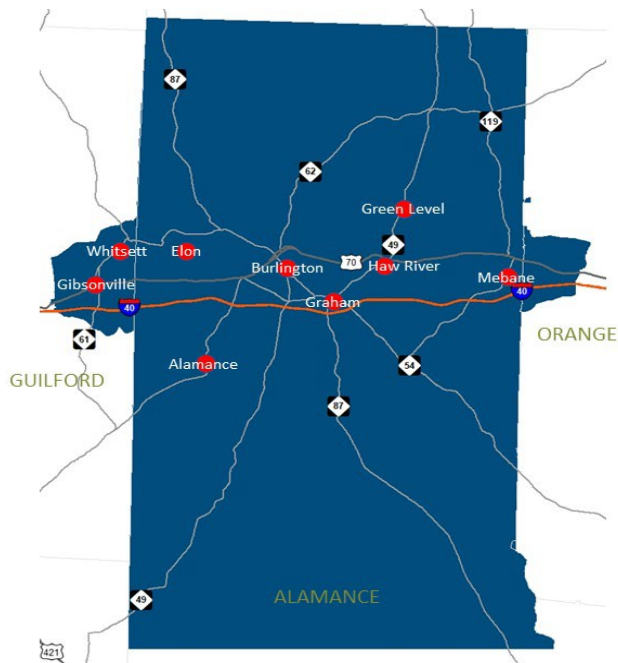 87
119
62
Green Level
49
Whitsett
Elon
70
Burlington
Haw River
Gibsonville
Mebane
40
Graham
40
61
ORANGE
Alamance
54
GUILFORD
87
49
ALAMANCE
421